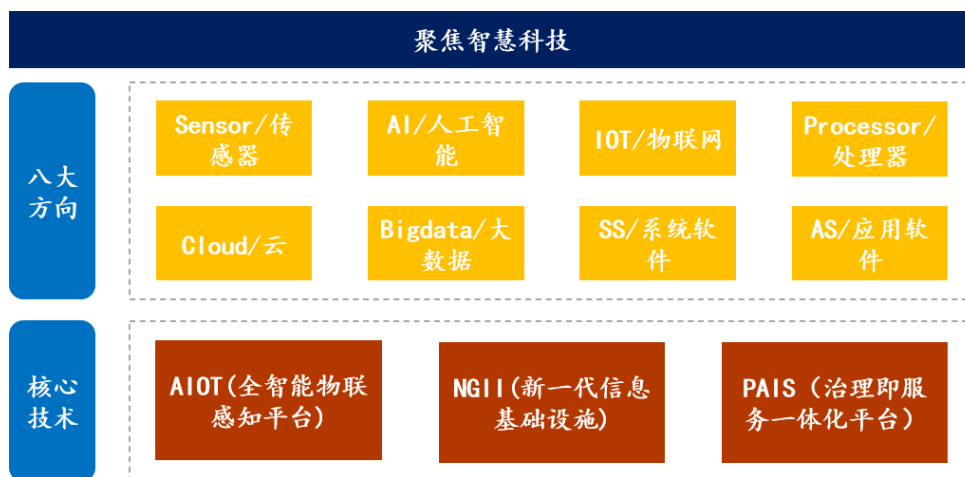 聚焦智慧科技
八大
方向
Sensor/传
感器
AI/人工智
能
IOT/物联网
Processor/
处理器
Cloud/云
Bigdata/大
数据
SS/系统软
件
AS/应用软
件
核心
技术
AIOT(全智能物联
感知平台)
NGII(新一代信息
基础设施)
PAIS（治理即服
务一体化平台）